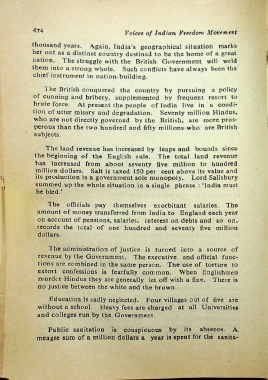 474 Voices of Indian Freedom Movement
thousand years. Again, India's geographical situation marks
her out as a distinct country destined to be the home of a great
nation. The struggle with the British Government will weld
them into a strong whole. Such conflicts have always been the
chief instrument in nation-building.
The British conquered the country by pursuing a policy
of cunning and bribery, supplemented by frequent resort to
brute force. At present the people of India live in a condi-
tion of utter misery and degradation. Seventy million Hindus,
who are not directly governed by the British, are more pros-
perous than the two hundred and fifty millions who are British
subjects.
The land revenue has increased by leaps and bounds since
the beginning of the English rule. The total land revenue
has increased from about seventy five million to hundred
million dollars. Salt is taxed 150 per cent above its value and
its production is a government sole monopoly. Lord Salisbury
summed up the whole situation in a single phrase : 'India must
be bled.'
The officials pay themselves exorbitant salaries. The
amount of money transferred from India to England each year
on account of pensions, salaries, interest on debts and so on,
records the total of one hundred and seventy five million
dollars.
The administration of justice is turned into a source of
revenue by the Government. The executive and official func-
tions are combined in the same person. The use of torture to
extort confessions is fearfully common. When Englishmen
murder Hindus they are generally let off with a fine. There is
no justice between the white and the brown.
Education is sadly neglected. Four villages out of five are
without a school. Heavy fees are charged at all Universities
and colleges run by the Government.
Public sanitation is conspicuous by its absence. A
meagre sum of a million dollars a year is spent for the sanita-